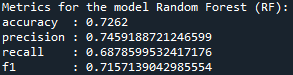 Metrics for the model Random Forest (RF):
accuracy : 0.7262
precision : 0.7459188721246599
recall : 0.6878599532417176
f1 : 0.7157139042985554